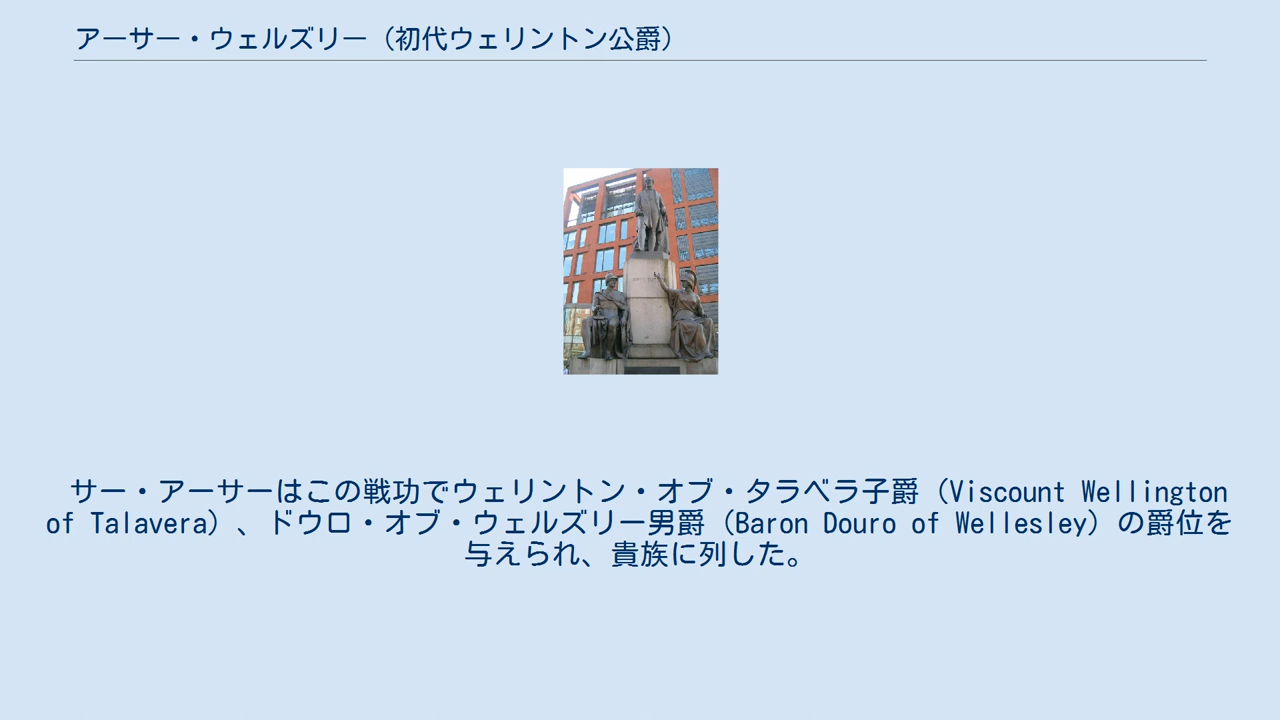 アーサー・ウェルズリー（初代ウェリントン公爵）
サー・アーサーはこの戦功でウェリントン・オブ・タラベラ子爵（Viscount Wellington
of Talavera）、ドウロ・オブ・ウェルズリー男爵（Baron Douro of Wellesley）の爵位を
与えられ、貴族に列した。